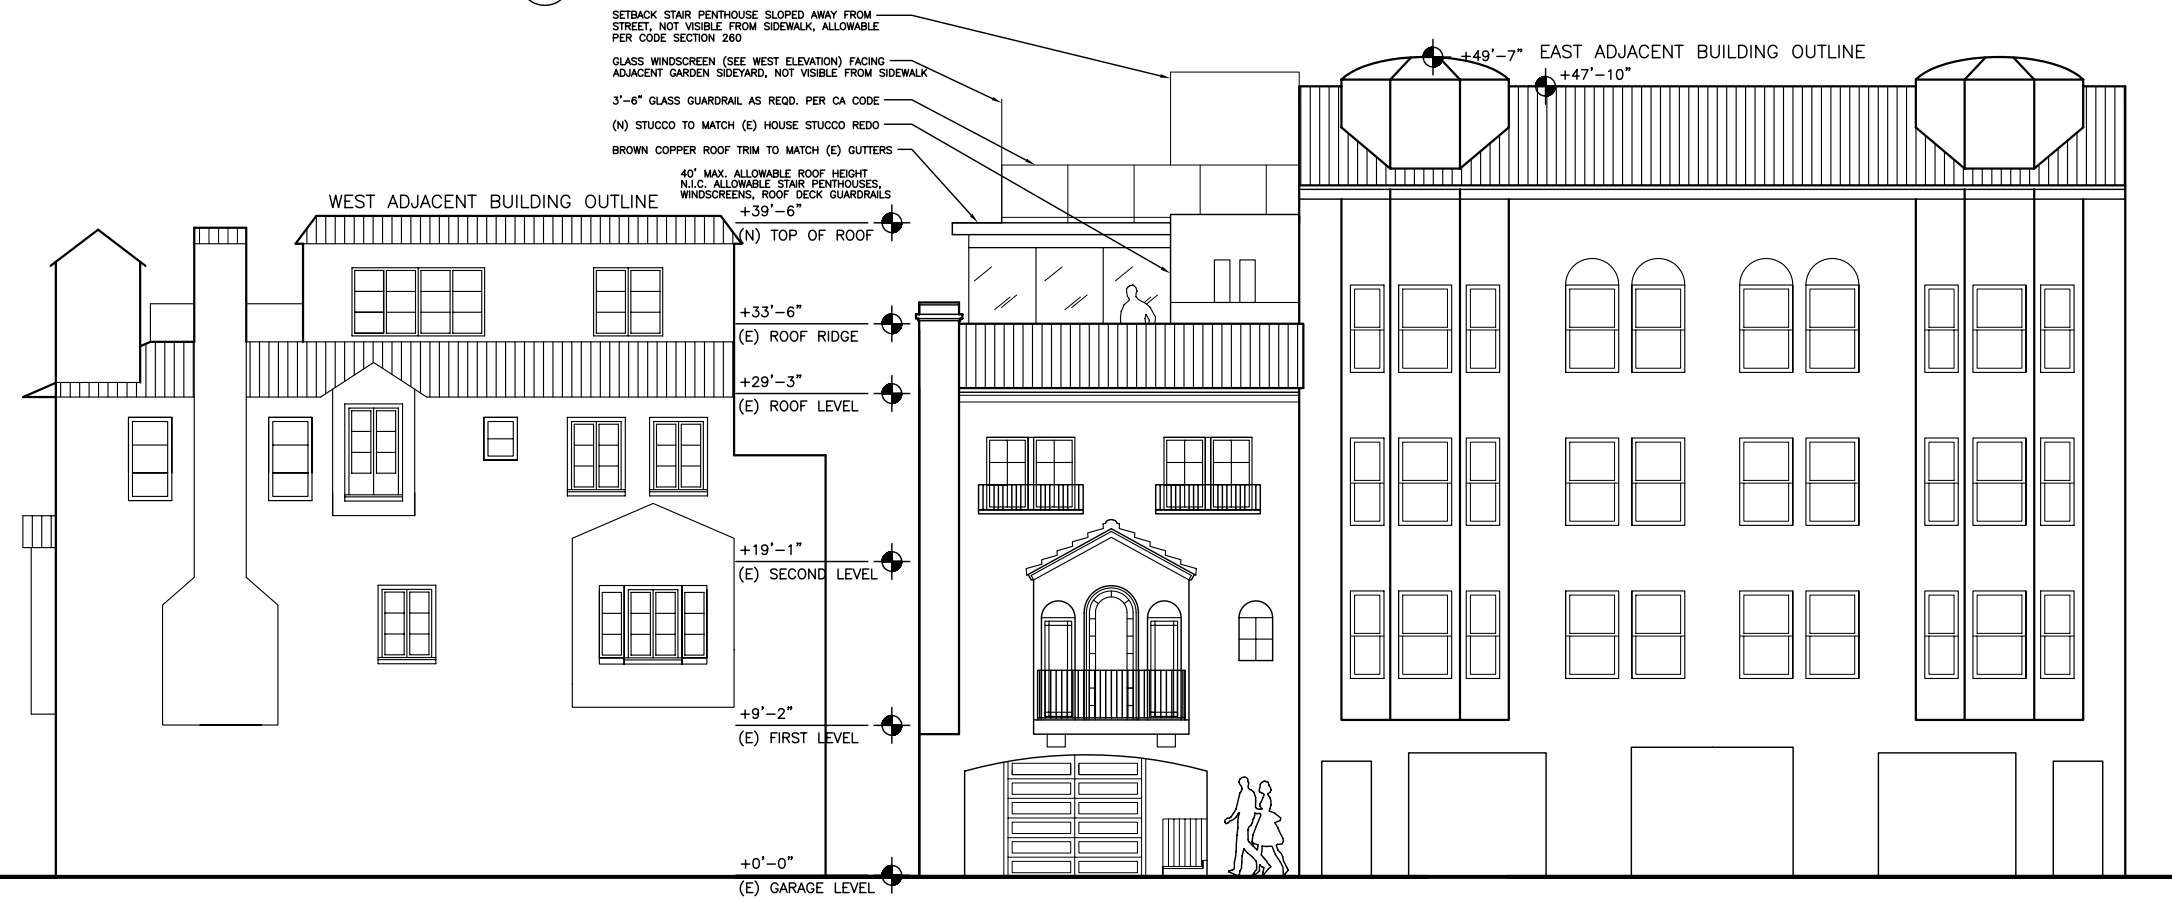 SETBACK STAIR PENTHOUSE SLOPED AWAY FROM
STREET, NOT VISIBLE FROM SIDEWALK, ALLOWABLE
PER CODE SECTION 260
GLASS WINDSCREEN (SEE WEST ELEVATION) FACING
ADJACENT GARDEN SIDEYARD, NOT VISIBLE FROM SIDEWALK
3'-6" GLASS GUARDRAIL AS REQD. PER CA CODE
(N) STUCCO TO MATCH (E) HOUSE STUCCO REDO
BROWN COPPER ROOF TRIM TO MATCH (E) GUTTERS
40' MAX. ALLOWABLE ROOF HEIGHT
N.I.C. ALLOWABLE STAIR PENTHOUSES,
WINDSCREENS, ROOF DECK GUARDRAILS
WEST ADJACENT BUILDING OUTLINE
+39'-6"
(N) TOP OF ROOF
+33'-6"
(E) ROOF RIDGE
+29'-3"
(E) ROOF LEVEL
+19'-1"
(E) SECOND LEVEL
+9'-2"
(E) FIRST LEVEL
+0'-0"
(E) GARAGE LEVEL
+49'-7"
EAST ADJACENT BUILDING OUTLINE
+47'-10"